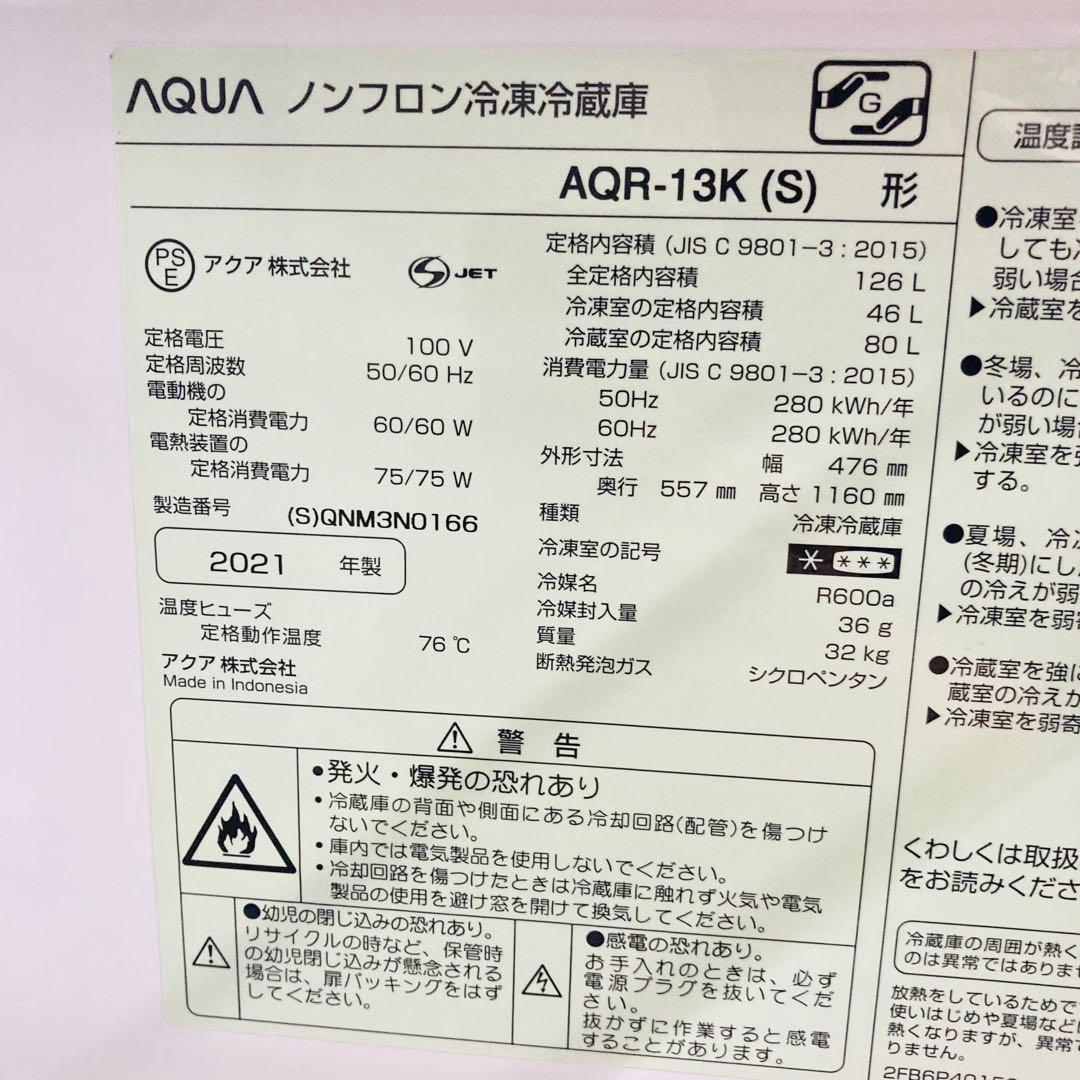 AQUA ノンフロン冷凍冷蔵庫
G
AQR-13K (S) 形
PS
E
アクア 株式会社
S JET
定格電圧 100 V
定格周波数 50/60 Hz
電動機の
定格消費電力 60/60 W
電熱装置の
定格消費電力 75/75 W
製造番号 (S)QNM3N0166
2021 年製
温度ヒューズ
定格動作温度 76 ℃
アクア 株式会社
Made in Indonesia
定格内容積 (JIS C 9801-3 : 2015)
全定格内容積 126 L
冷凍室の定格内容積 46 L
冷蔵室の定格内容積 80 L
消費電力量 (JIS C 9801-3 : 2015)
50Hz 280 kWh/年
60Hz 280 kWh/年
外形寸法 幅 476 ㎜
奥行 557 ㎜ 高さ 1160 ㎜
種類 冷凍冷蔵庫
冷凍室の記号 * ***
冷媒名 R600a
冷媒封入量 36 g
質量 32 kg
断熱発泡ガス シクロペンタン
警 告
●発火・爆発の恐れあり
・冷蔵庫の背面や側面にある冷却回路(配管)を傷つけ
ないでください。
・庫内では電気製品を使用しないでください。
・冷却回路を傷つけたときは冷蔵庫に触れず火気や電気
製品の使用を避け窓を開けて換気してください。
●幼児の閉じ込みの恐れあり。
リサイクルの時など、保管時
の幼児閉じ込みが懸念される
場合は、扉パッキングをはず
してください。
●感電の恐れあり。
お手入れのときは、必ず
電源プラグを抜いてくだ
さい。
抜かずに作業すると感電
することがあります。
温度
●冷凍室
しても
弱い場合
▶冷蔵室を
●冬場、冷
いるのに
が弱い場合
▶冷凍室を強
する。
●夏場、冷
(冬期)にし
の冷えが弱
▶冷凍室を弱
●冷蔵室を強に
蔵室の冷えが
▶冷凍室を弱寄
くわしくは取扱
をお読みくださ
冷蔵庫の周囲が熱く
のは異常ではありませ
放熱をしているためで
使いはじめや夏場などに
熱くなりますが、異常で
りません。